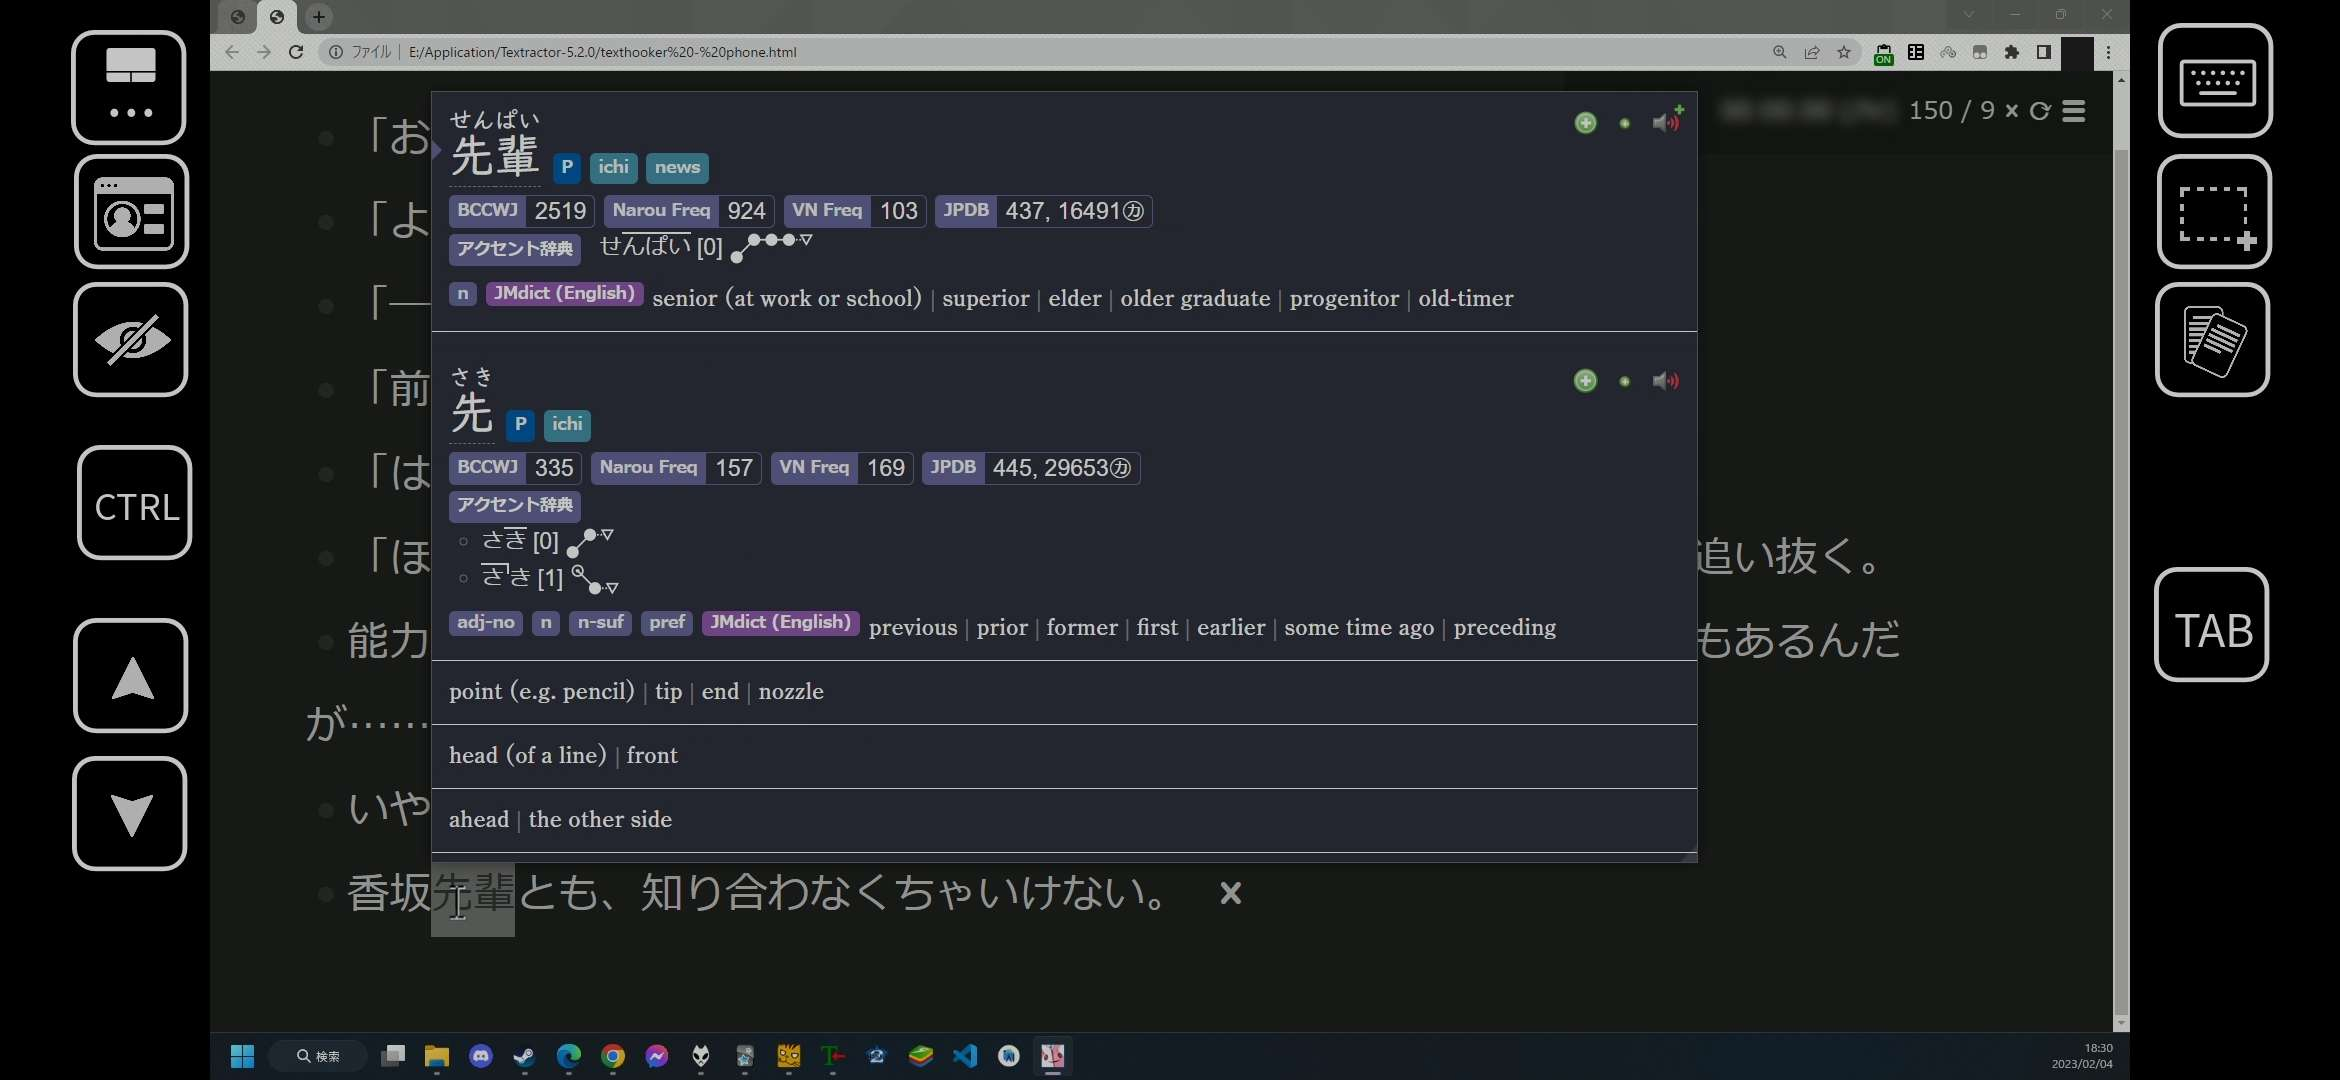 ファイル | E:/Application/Textractor-5.2.0/texthooker%20-%20phone.html
ON
150 / 9
「お
「よ
「一
「前
「は
「ほ
追い抜く。
能力
もあるんだ
が……
いや
香坂先輩とも、知り合わなくちゃいけない。
せんぱい
先輩 P ichi news
BCCWJ 2519 Narou Freq 924 VN Freq 103 JPDB 437, 16491㋕
アクセント辞典 せんぱい [0]
n JMdict (English) senior (at work or school) | superior | elder | older graduate | progenitor | old-timer
さき
先 P ichi
BCCWJ 335 Narou Freq 157 VN Freq 169 JPDB 445, 29653㋕
アクセント辞典
さき [0]
さき [1]
adj-no n n-suf pref JMdict (English) previous | prior | former | first | earlier | some time ago | preceding
point (e.g. pencil) | tip | end | nozzle
head (of a line) | front
ahead | the other side
CTRL
TAB
検索
18:30
2023/02/04